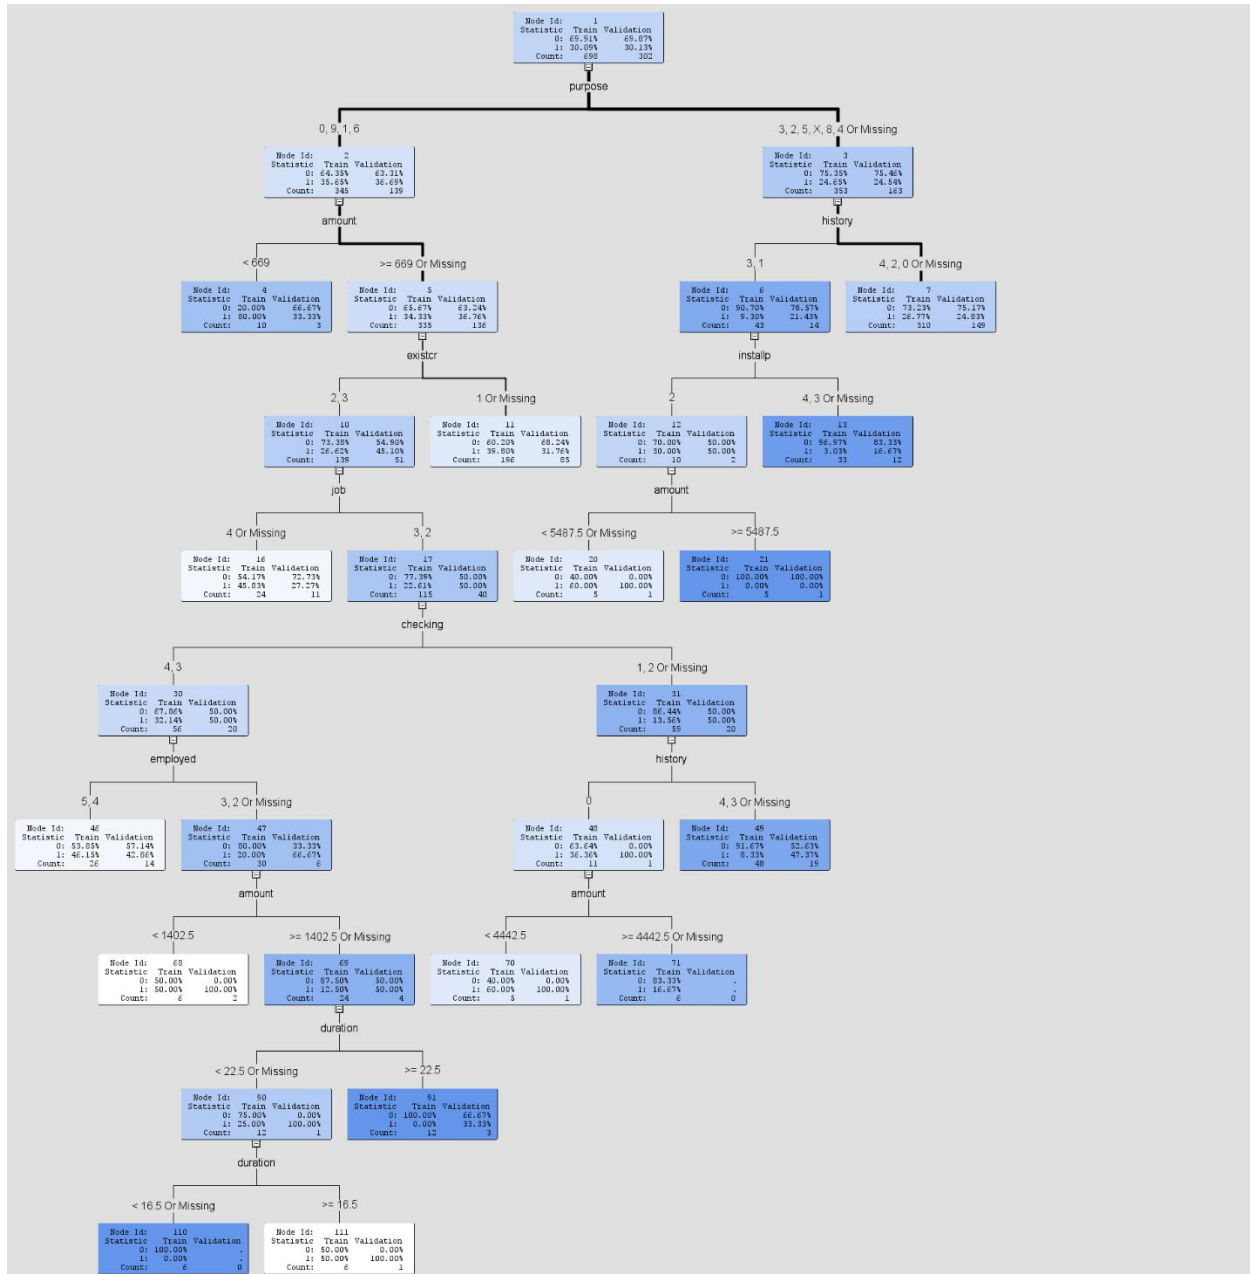 Node Id: 1
Statistic Train Validation
0: 69.91% 69.87%
1: 30.09% 30.13%
Count: 698 302
purpose
0, 9, 1, 6
3, 2, 5, X, 8, 4 Or Missing
Node Id: 2
Statistic Train Validation
0: 64.35% 63.31%
1: 35.65% 36.69%
Count: 345 139
Node Id: 3
Statistic Train Validation
0: 75.35% 75.46%
1: 24.65% 24.54%
Count: 353 163
amount
history
< 669
>= 669 Or Missing
3, 1
4, 2, 0 Or Missing
Node Id: 4
Statistic Train Validation
0: 20.00% 66.67%
1: 80.00% 33.33%
Count: 10 3
Node Id: 5
Statistic Train Validation
0: 65.67% 63.24%
1: 34.33% 36.76%
Count: 335 136
Node Id: 6
Statistic Train Validation
0: 90.70% 78.57%
1: 9.30% 21.43%
Count: 43 14
Node Id: 7
Statistic Train Validation
0: 73.23% 75.17%
1: 26.77% 24.83%
Count: 310 149
existcr
installp
2, 3
1 Or Missing
2
4, 3 Or Missing
Node Id: 10
Statistic Train Validation
0: 73.38% 54.90%
1: 26.62% 45.10%
Count: 139 51
Node Id: 11
Statistic Train Validation
0: 60.20% 68.24%
1: 39.80% 31.76%
Count: 196 85
Node Id: 12
Statistic Train Validation
0: 70.00% 50.00%
1: 30.00% 50.00%
Count: 10 2
Node Id: 13
Statistic Train Validation
0: 96.97% 83.33%
1: 3.03% 16.67%
Count: 33 12
job
amount
4 Or Missing
3, 2
< 5487.5 Or Missing
>= 5487.5
Node Id: 16
Statistic Train Validation
0: 54.17% 72.73%
1: 45.83% 27.27%
Count: 24 11
Node Id: 17
Statistic Train Validation
0: 77.39% 50.00%
1: 22.61% 50.00%
Count: 115 40
Node Id: 20
Statistic Train Validation
0: 40.00% 0.00%
1: 60.00% 100.00%
Count: 5 1
Node Id: 21
Statistic Train Validation
0: 100.00% 100.00%
1: 0.00% 0.00%
Count: 5 1
checking
4, 3
1, 2 Or Missing
Node Id: 30
Statistic Train Validation
0: 67.86% 50.00%
1: 32.14% 50.00%
Count: 56 20
Node Id: 31
Statistic Train Validation
0: 86.44% 50.00%
1: 13.56% 50.00%
Count: 59 20
employed
history
5, 4
3, 2 Or Missing
0
4, 3 Or Missing
Node Id: 46
Statistic Train Validation
0: 53.85% 57.14%
1: 46.15% 42.86%
Count: 26 14
Node Id: 47
Statistic Train Validation
0: 80.00% 33.33%
1: 20.00% 66.67%
Count: 30 6
Node Id: 48
Statistic Train Validation
0: 63.64% 0.00%
1: 36.36% 100.00%
Count: 11 1
Node Id: 49
Statistic Train Validation
0: 91.67% 52.63%
1: 8.33% 47.37%
Count: 48 19
amount
amount
< 1402.5
>= 1402.5 Or Missing
< 4442.5
>= 4442.5 Or Missing
Node Id: 68
Statistic Train Validation
0: 50.00% 0.00%
1: 50.00% 100.00%
Count: 6 2
Node Id: 69
Statistic Train Validation
0: 87.50% 50.00%
1: 12.50% 50.00%
Count: 24 4
Node Id: 70
Statistic Train Validation
0: 40.00% 0.00%
1: 60.00% 100.00%
Count: 5 1
Node Id: 71
Statistic Train Validation
0: 83.33% .
1: 16.67% .
Count: 6 0
duration
< 22.5 Or Missing
>= 22.5
Node Id: 90
Statistic Train Validation
0: 75.00% 0.00%
1: 25.00% 100.00%
Count: 12 1
Node Id: 91
Statistic Train Validation
0: 100.00% 66.67%
1: 0.00% 33.33%
Count: 12 3
duration
< 16.5 Or Missing
>= 16.5
Node Id: 110
Statistic Train Validation
0: 100.00% .
1: 0.00% .
Count: 6 0
Node Id: 111
Statistic Train Validation
0: 50.00% 0.00%
1: 50.00% 100.00%
Count: 6 1